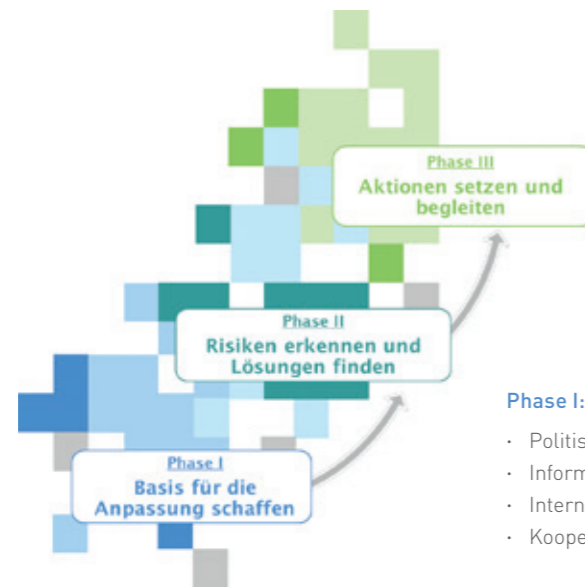 Phase III
Aktionen setzen und
begleiten
Phase II
Risiken erkennen und
Lösungen finden
Phase I
Basis für die
Anpassung schaffen
Phase I:
·
·
·
·